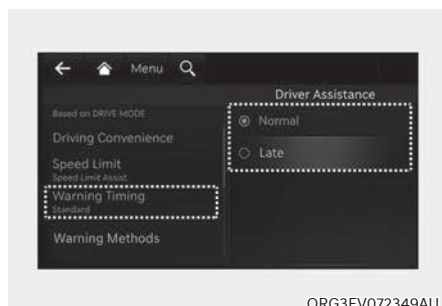 Menu
Driver Assistance
Based on DRIVE MODE
Driving Convenience
Speed Limit
Speed Limit Assist
Warning Timing
Standard
Warning Methods
Normal
Late
ORG3EV072349AU